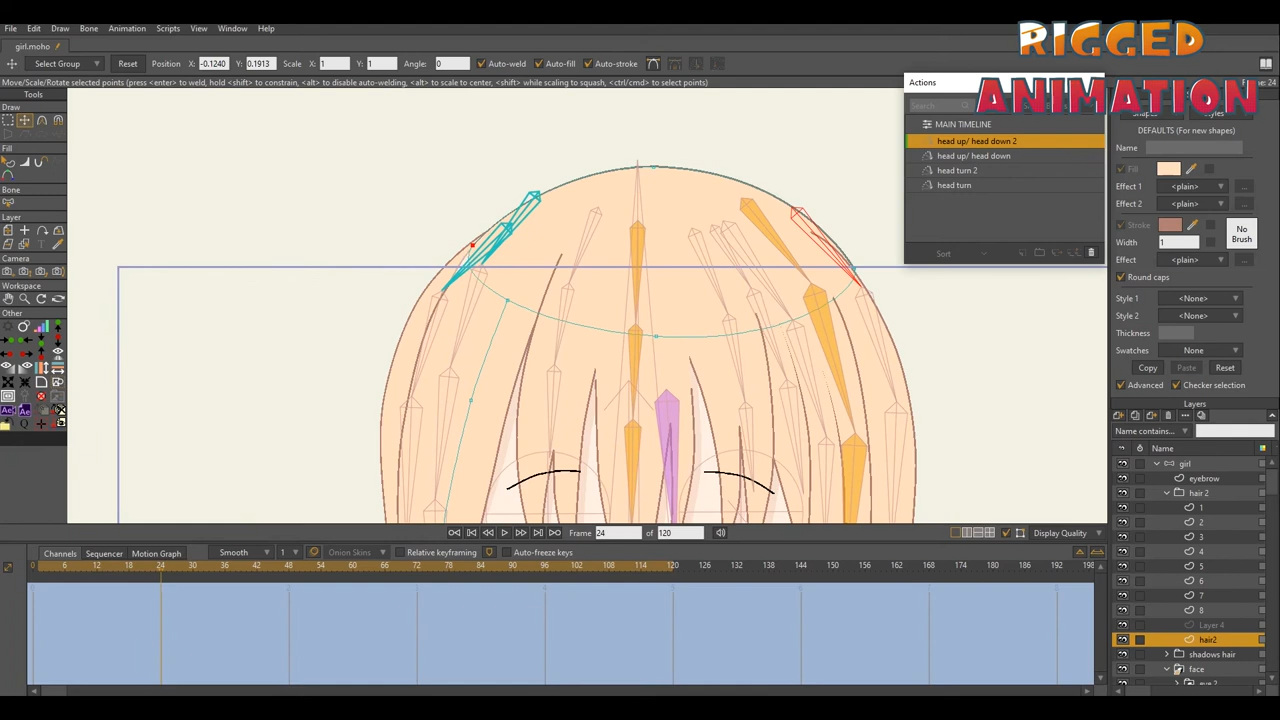 File Edit Draw Bone Animation Scripts View Window Help
RIGGED
girl.moho
Select Group Reset Position X: -0.1240 Y: 0.1913 Scale X: 1 Y: 1 Angle: 0 Auto-weld Auto-fill Auto-stroke
Move/Scale/Rotate selected points (press <enter> to weld, hold <shift> to constrain, <alt> to disable auto-welding, <alt> to scale to center, <shift> while scaling to squash, <ctrl/cmd> to select points)
24
ANIMATION
Tools
Draw
Fill
Bone
Layer
Camera
Workspace
Other
Actions
Search
MAIN TIMELINE
head up/ head down 2
head up/ head down
head turn 2
head turn
Sort
Shapes Styles
DEFAULTS (For new shapes)
Name
Fill
Effect 1 <plain> ...
Effect 2 <plain> ...
Stroke
No Brush
Width 1
Effect <plain> ...
Round caps
Style 1 <None>
Style 2 <None>
Thickness
Swatches None
Copy Paste Reset
Advanced Checker selection
Layers
Name contains...
Name
girl
eyebrow
hair 2
1
2
3
4
5
6
7
8
Layer 4
hair2
shadows hair
face
eye 2
Frame 24 of 120 Display Quality
Channels Sequencer Motion Graph Smooth 1 Onion Skins Relative keyframing Auto-freeze keys
0 6 12 18 24 30 36 42 48 54 60 66 72 78 84 90 96 102 108 114 120 126 132 138 144 150 156 162 168 174 180 186 192 198